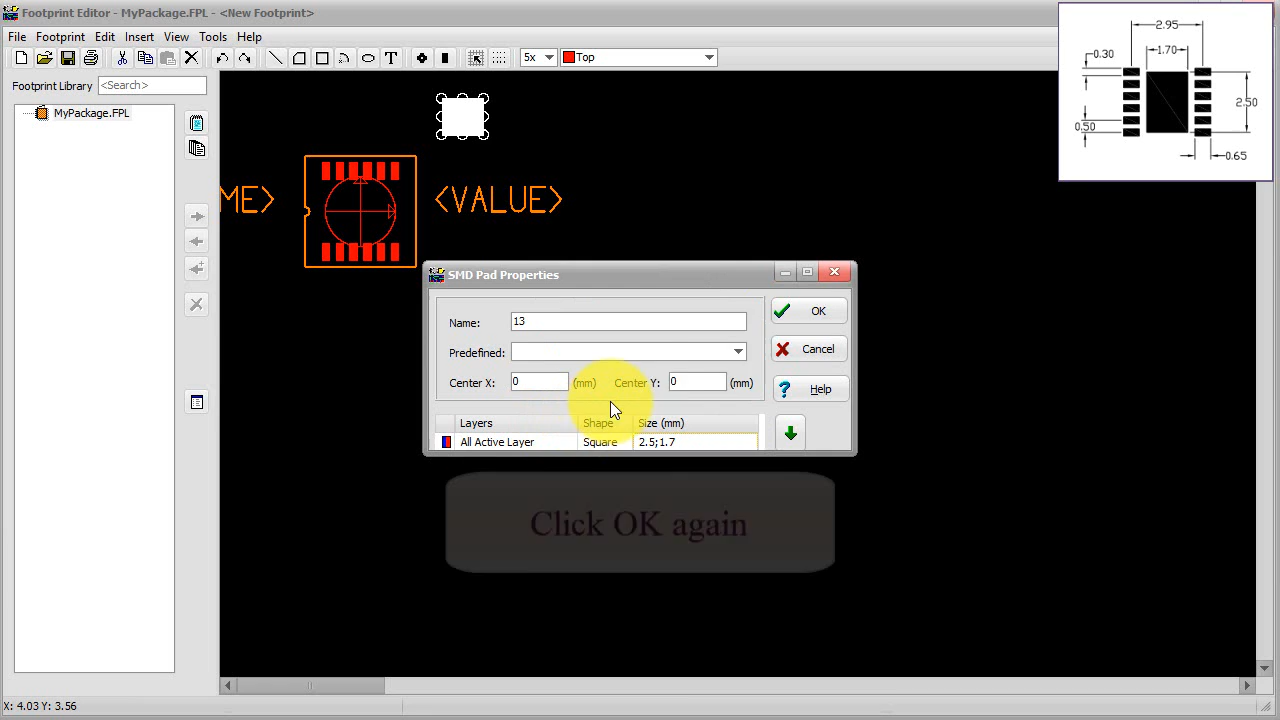 Footprint Editor - MyPackage.FPL - <New Footprint>
File Footprint Edit Insert View Tools Help
5x Top
Footprint Library <Search>
MyPackage.FPL
ME> <VALUE>
2.95
1.70
0.30
2.50
0.50
0.65
SMD Pad Properties
Name: 13 OK
Predefined: Cancel
Center X: 0 (mm) Center Y: 0 (mm) Help
Layers Shape Size (mm)
All Active Layer Square 2.5;1.7
Click OK again
X: 4.03 Y: 3.56